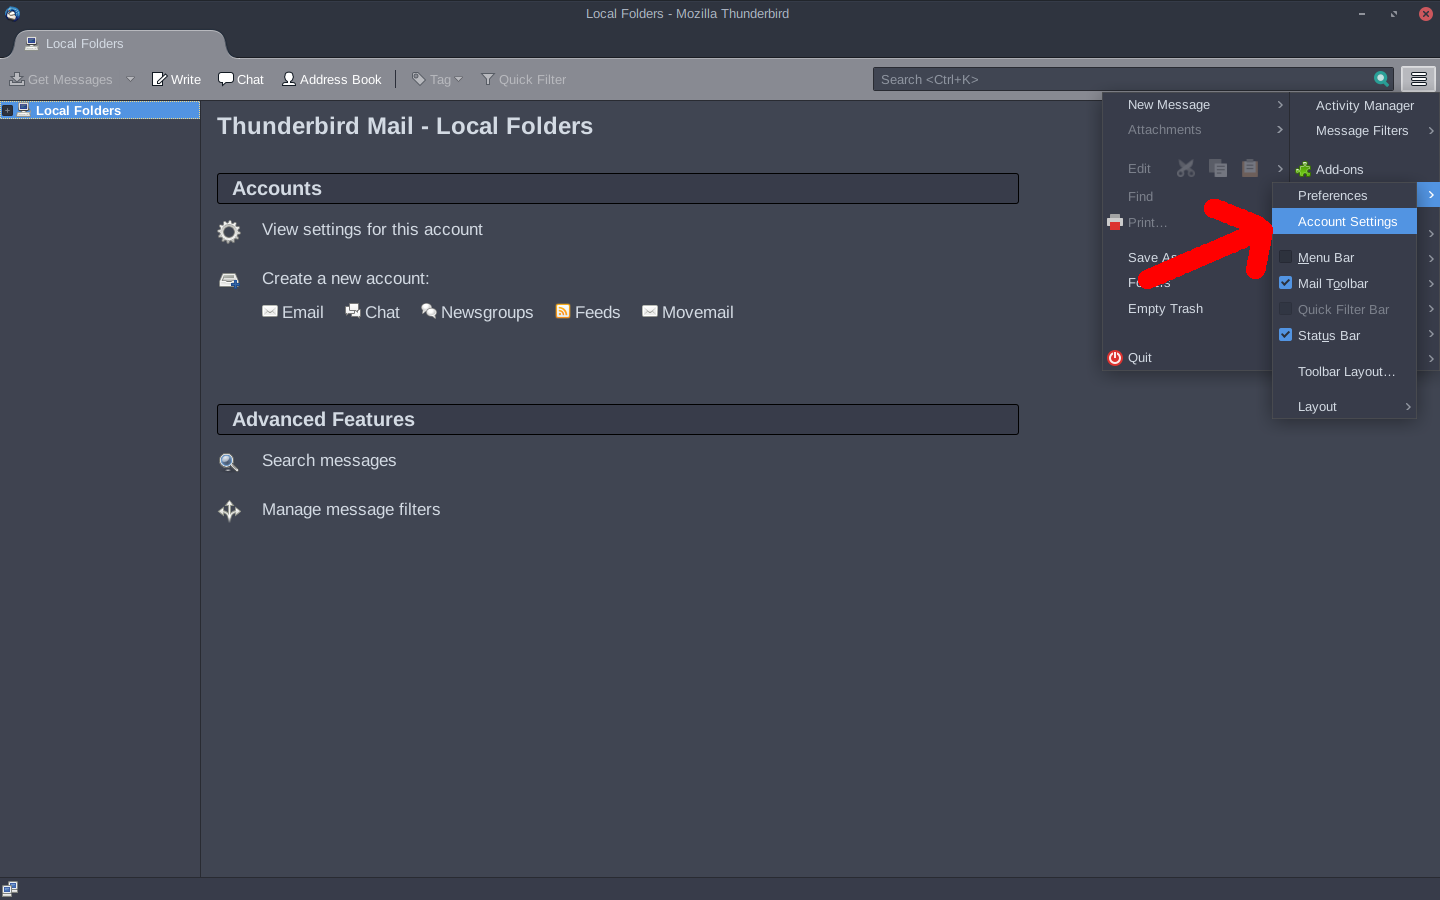 Local Folders - Mozilla Thunderbird
Local Folders
Get Messages Write Chat Address Book Tag Quick Filter Search <Ctrl+K>
Local Folders
Thunderbird Mail - Local Folders
Accounts
View settings for this account
Create a new account:
Email Chat Newsgroups Feeds Movemail
Advanced Features
Search messages
Manage message filters
New Message
Attachments
Edit
Find
Print…
Save As
Empty Trash
Quit
Activity Manager
Message Filters
Add-ons
Preferences
Account Settings
Menu Bar
Mail Toolbar
Quick Filter Bar
Status Bar
Toolbar Layout…
Layout